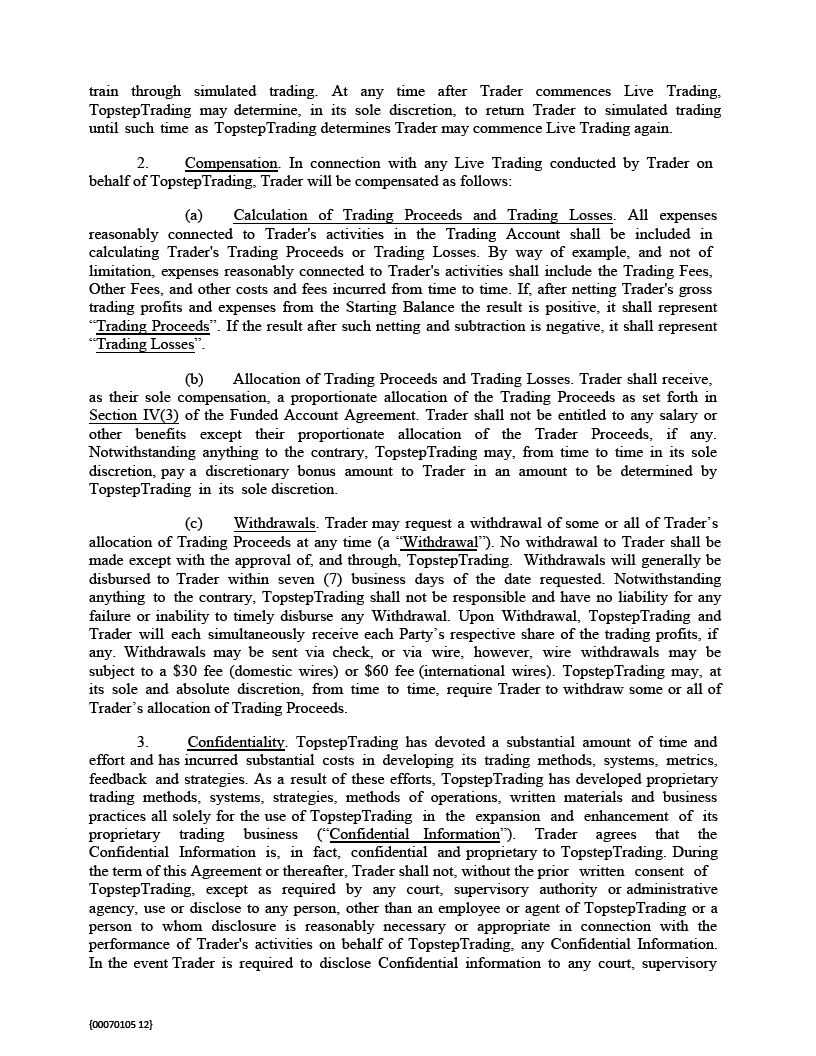 train through simulated trading. At any time after Trader commences Live Trading,
TopstepTrading may determine, in its sole discretion, to return Trader to simulated trading
until such time as TopstepTrading determines Trader may commence Live Trading again.
2. Compensation. In connection with any Live Trading conducted by Trader on
behalf of TopstepTrading, Trader will be compensated as follows:
(a) Calculation of Trading Proceeds and Trading Losses. All expenses
reasonably connected to Trader's activities in the Trading Account shall be included in
calculating Trader's Trading Proceeds or Trading Losses. By way of example, and not of
limitation, expenses reasonably connected to Trader's activities shall include the Trading Fees,
Other Fees, and other costs and fees incurred from time to time. If, after netting Trader's gross
trading profits and expenses from the Starting Balance the result is positive, it shall represent
“Trading Proceeds”. If the result after such netting and subtraction is negative, it shall represent
“Trading Losses”.
(b) Allocation of Trading Proceeds and Trading Losses. Trader shall receive,
as their sole compensation, a proportionate allocation of the Trading Proceeds as set forth in
Section IV(3) of the Funded Account Agreement. Trader shall not be entitled to any salary or
other benefits except their proportionate allocation of the Trader Proceeds, if any.
Notwithstanding anything to the contrary, TopstepTrading may, from time to time in its sole
discretion, pay a discretionary bonus amount to Trader in an amount to be determined by
TopstepTrading in its sole discretion.
(c) Withdrawals. Trader may request a withdrawal of some or all of Trader’s
allocation of Trading Proceeds at any time (a “Withdrawal”). No withdrawal to Trader shall be
made except with the approval of, and through, TopstepTrading. Withdrawals will generally be
disbursed to Trader within seven (7) business days of the date requested. Notwithstanding
anything to the contrary, TopstepTrading shall not be responsible and have no liability for any
failure or inability to timely disburse any Withdrawal. Upon Withdrawal, TopstepTrading and
Trader will each simultaneously receive each Party’s respective share of the trading profits, if
any. Withdrawals may be sent via check, or via wire, however, wire withdrawals may be
subject to a $30 fee (domestic wires) or $60 fee (international wires). TopstepTrading may, at
its sole and absolute discretion, from time to time, require Trader to withdraw some or all of
Trader’s allocation of Trading Proceeds.
3. Confidentiality. TopstepTrading has devoted a substantial amount of time and
effort and has incurred substantial costs in developing its trading methods, systems, metrics,
feedback and strategies. As a result of these efforts, TopstepTrading has developed proprietary
trading methods, systems, strategies, methods of operations, written materials and business
practices all solely for the use of TopstepTrading in the expansion and enhancement of its
proprietary trading business (“Confidential Information”). Trader agrees that the
Confidential Information is, in fact, confidential and proprietary to TopstepTrading. During
the term of this Agreement or thereafter, Trader shall not, without the prior written consent of
TopstepTrading, except as required by any court, supervisory authority or administrative
agency, use or disclose to any person, other than an employee or agent of TopstepTrading or a
person to whom disclosure is reasonably necessary or appropriate in connection with the
performance of Trader's activities on behalf of TopstepTrading, any Confidential Information.
In the event Trader is required to disclose Confidential information to any court, supervisory
{00070105 12}